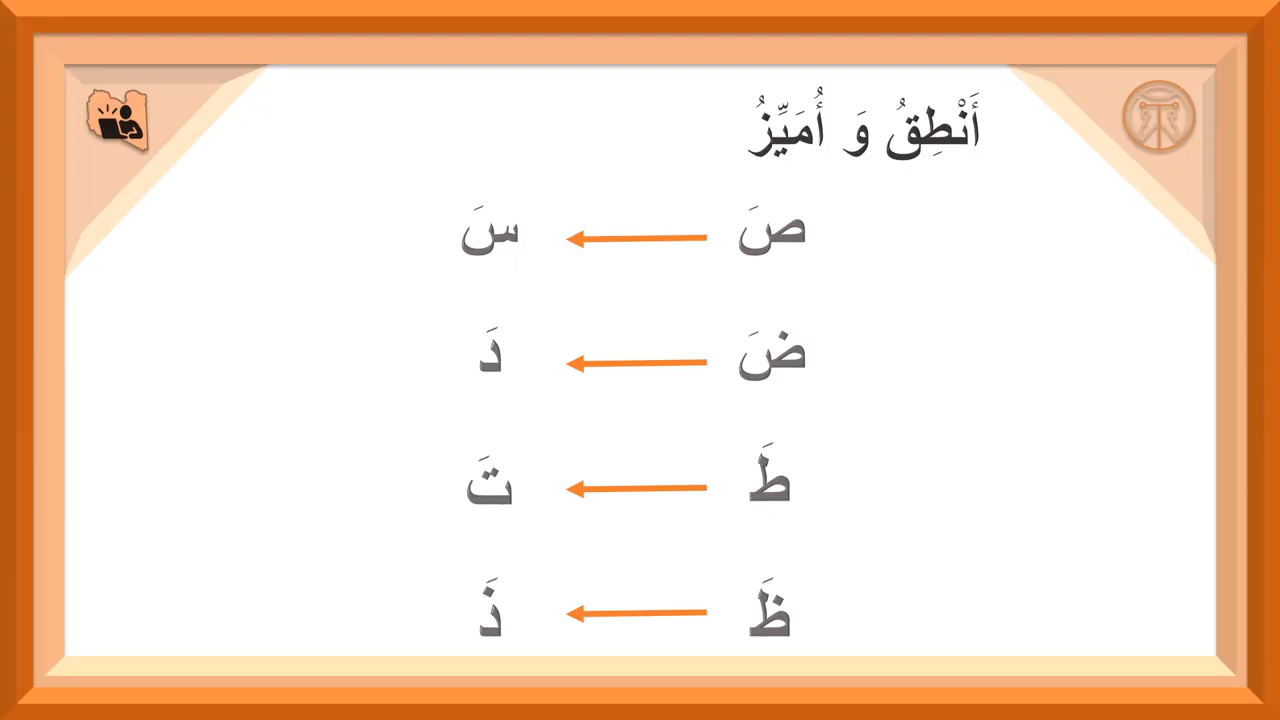 أَنْطِقُ وَ أُمَيِّزُ
صَ سَ
ضَ دَ
طَ تَ
ظَ ذَ